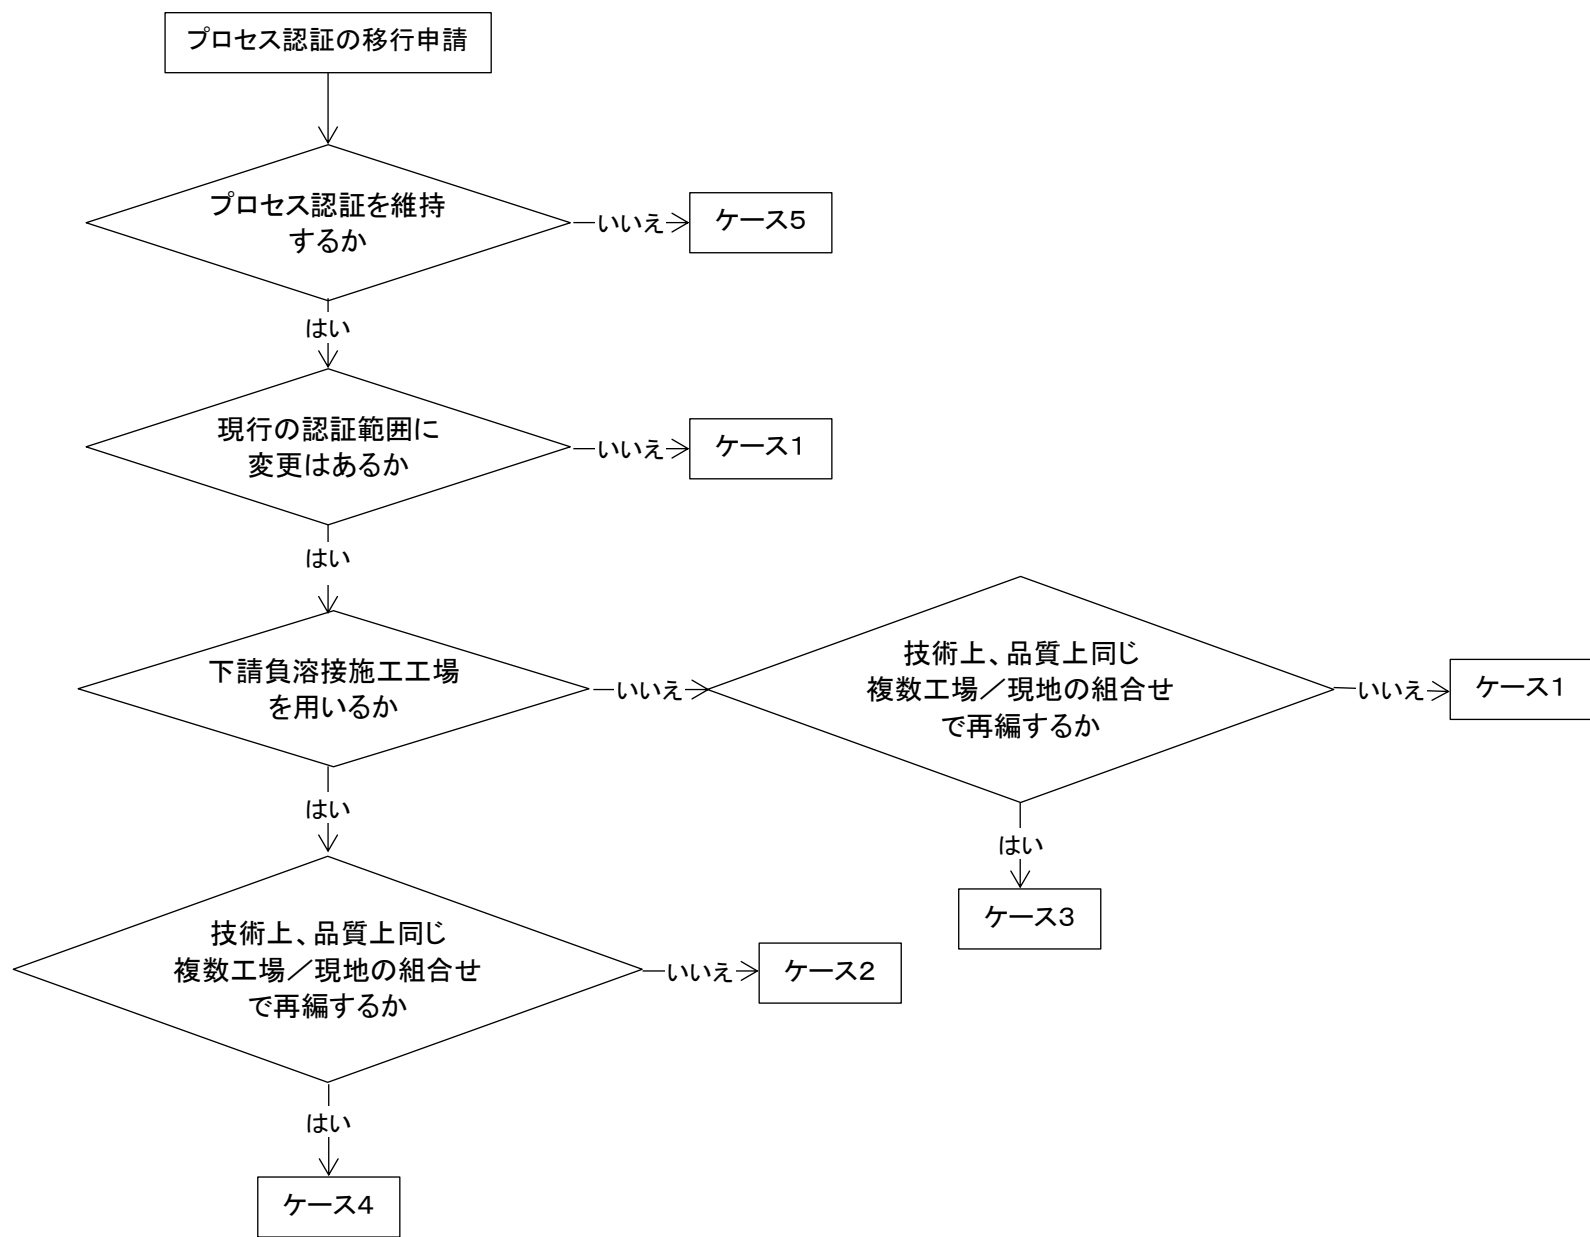 プロセス認証の移行申請
プロセス認証を維持
するか
いいえ
ケース5
はい
現行の認証範囲に
変更はあるか
いいえ
ケース1
はい
下請負溶接施工工場
を用いるか
いいえ
技術上、品質上同じ
複数工場／現地の組合せ
で再編するか
いいえ
ケース1
はい
ケース3
はい
技術上、品質上同じ
複数工場／現地の組合せ
で再編するか
いいえ
ケース2
はい
ケース4